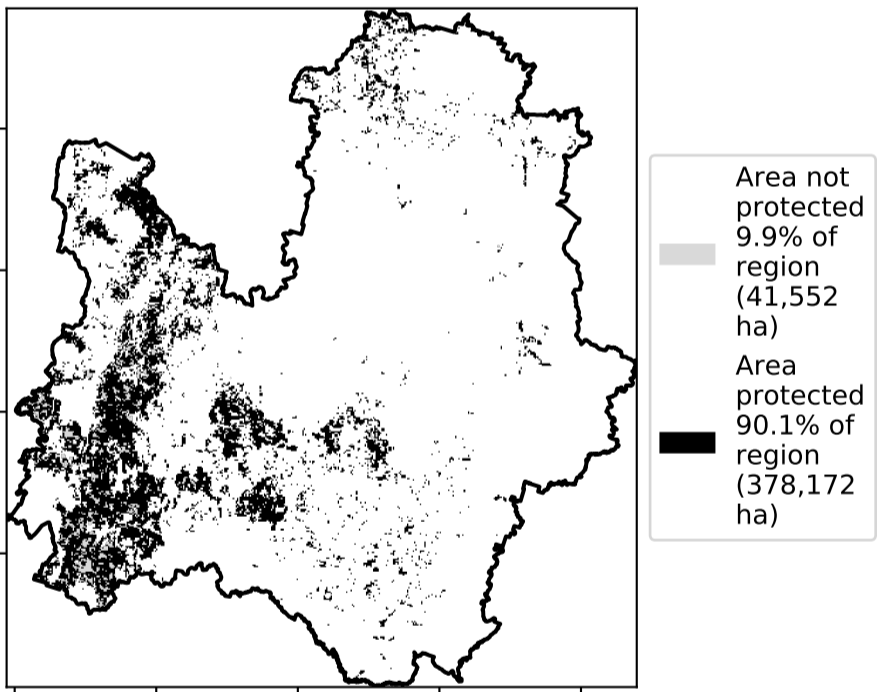 Area not
protected
9.9% of
region
(41,552
ha)
Area
protected
90.1% of
region
(378,172
ha)